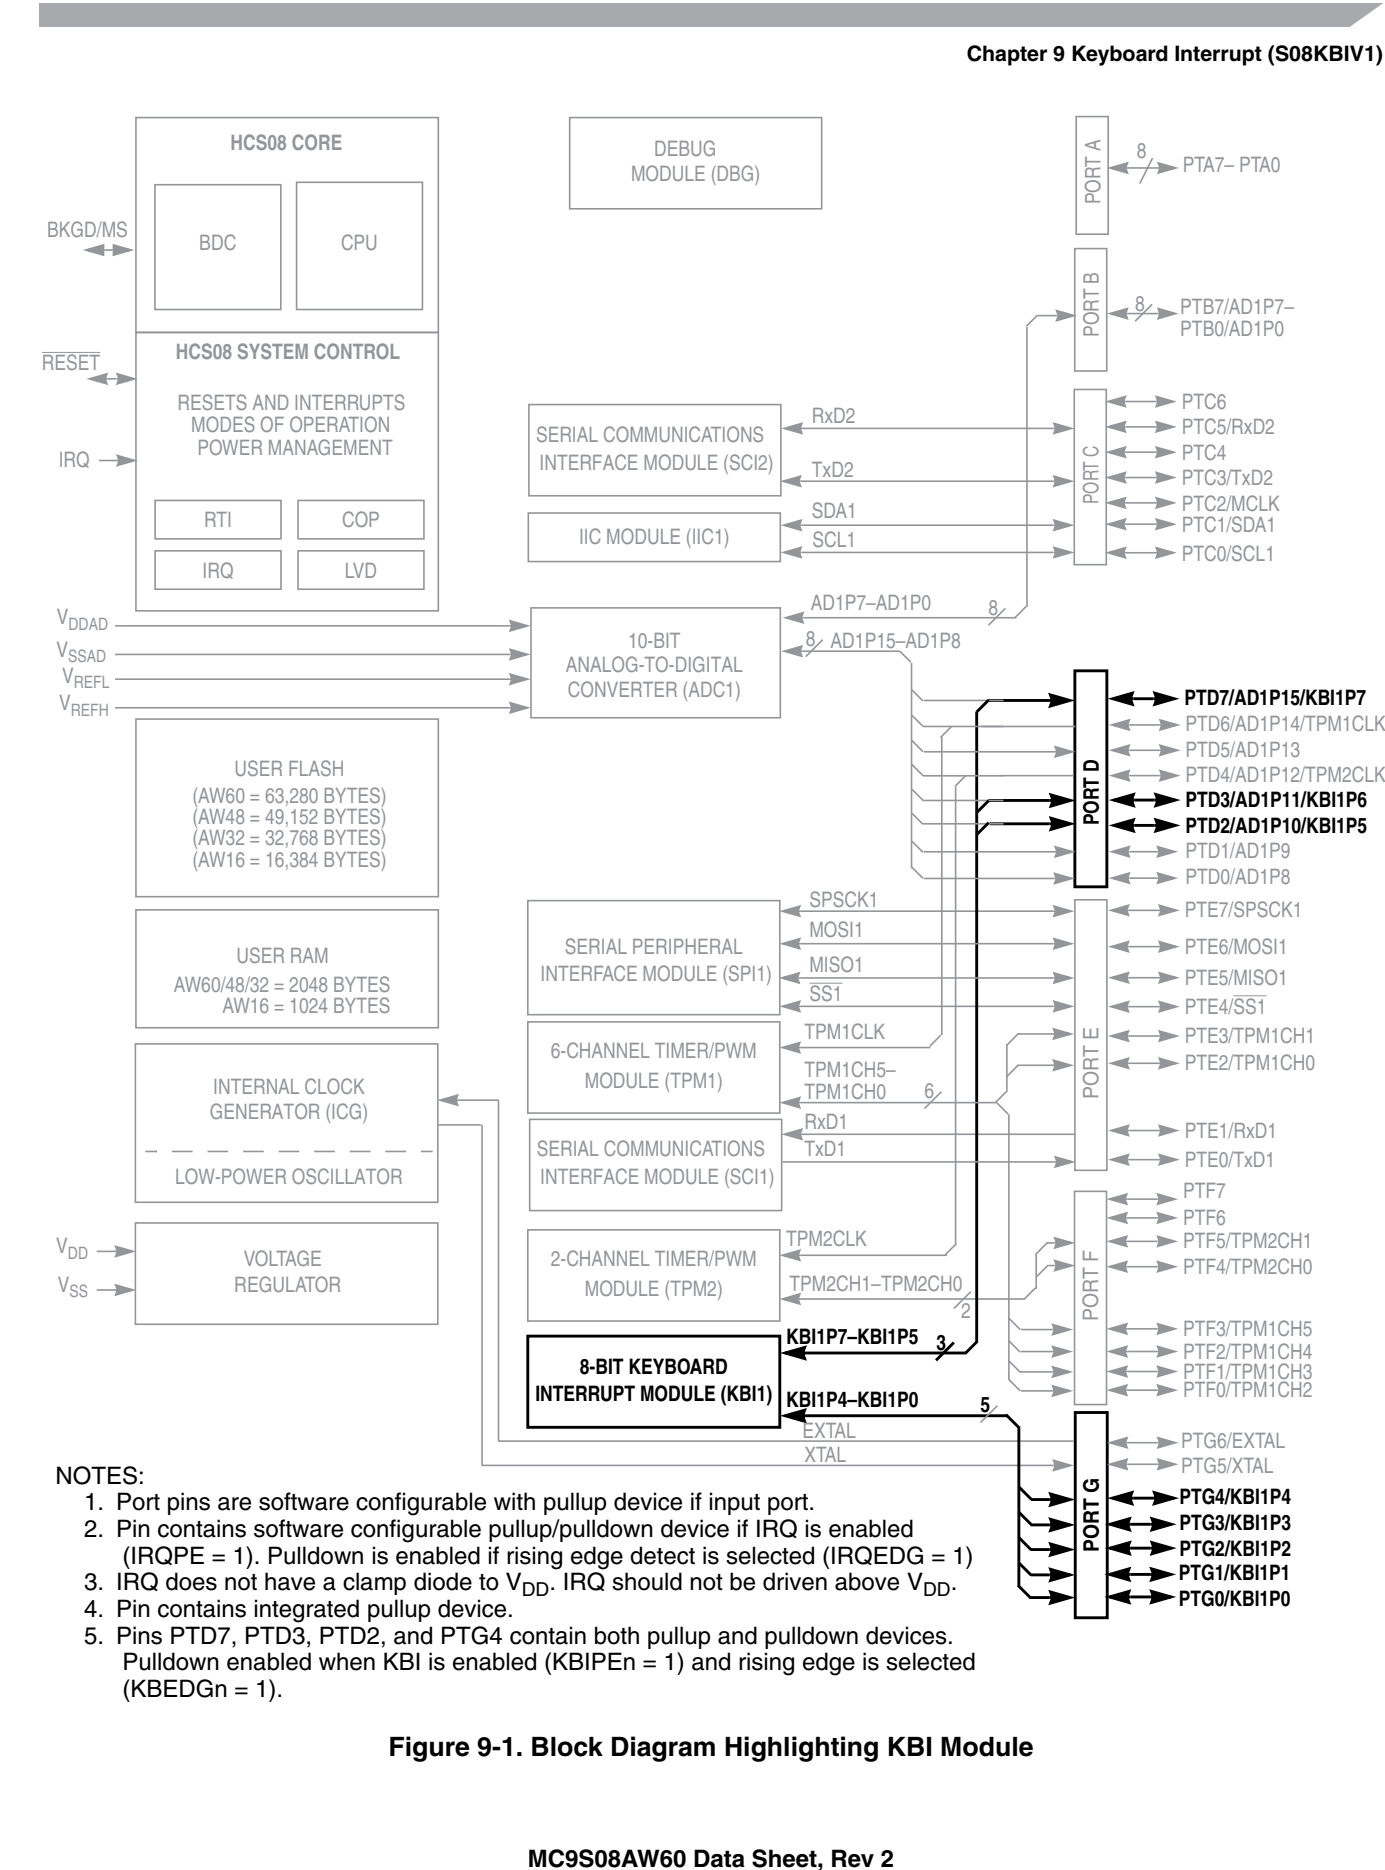 Chapter 9 Keyboard Interrupt (S08KBIV1)
HCS08 CORE
BDC
CPU
BKGD/MS
HCS08 SYSTEM CONTROL
RESET
RESETS AND INTERRUPTS
MODES OF OPERATION
POWER MANAGEMENT
IRQ
RTI
COP
IRQ
LVD
VDDAD
VSSAD
VREFL
VREFH
USER FLASH
(AW60 = 63,280 BYTES)
(AW48 = 49,152 BYTES)
(AW32 = 32,768 BYTES)
(AW16 = 16,384 BYTES)
USER RAM
AW60/48/32 = 2048 BYTES
AW16 = 1024 BYTES
INTERNAL CLOCK
GENERATOR (ICG)
LOW-POWER OSCILLATOR
VDD
VSS
VOLTAGE
REGULATOR
DEBUG
MODULE (DBG)
SERIAL COMMUNICATIONS
INTERFACE MODULE (SCI2)
RxD2
TxD2
IIC MODULE (IIC1)
SDA1
SCL1
10-BIT
ANALOG-TO-DIGITAL
CONVERTER (ADC1)
AD1P7–AD1P0
8
8
AD1P15–AD1P8
SERIAL PERIPHERAL
INTERFACE MODULE (SPI1)
SPSCK1
MOSI1
MISO1
SS1
6-CHANNEL TIMER/PWM
MODULE (TPM1)
TPM1CLK
TPM1CH5–
TPM1CH0
6
SERIAL COMMUNICATIONS
INTERFACE MODULE (SCI1)
RxD1
TxD1
2-CHANNEL TIMER/PWM
MODULE (TPM2)
TPM2CLK
TPM2CH1–TPM2CH0
2
8-BIT KEYBOARD
INTERRUPT MODULE (KBI1)
KBI1P7–KBI1P5
3
KBI1P4–KBI1P0
5
EXTAL
XTAL
PORT A
8
PTA7– PTA0
PORT B
8
PTB7/AD1P7–
PTB0/AD1P0
PORT C
PTC6
PTC5/RxD2
PTC4
PTC3/TxD2
PTC2/MCLK
PTC1/SDA1
PTC0/SCL1
PORT D
PTD7/AD1P15/KBI1P7
PTD6/AD1P14/TPM1CLK
PTD5/AD1P13
PTD4/AD1P12/TPM2CLK
PTD3/AD1P11/KBI1P6
PTD2/AD1P10/KBI1P5
PTD1/AD1P9
PTD0/AD1P8
PORT E
PTE7/SPSCK1
PTE6/MOSI1
PTE5/MISO1
PTE4/SS1
PTE3/TPM1CH1
PTE2/TPM1CH0
PTE1/RxD1
PTE0/TxD1
PORT F
PTF7
PTF6
PTF5/TPM2CH1
PTF4/TPM2CH0
PTF3/TPM1CH5
PTF2/TPM1CH4
PTF1/TPM1CH3
PTF0/TPM1CH2
PORT G
PTG6/EXTAL
PTG5/XTAL
PTG4/KBI1P4
PTG3/KBI1P3
PTG2/KBI1P2
PTG1/KBI1P1
PTG0/KBI1P0
NOTES:
1. Port pins are software configurable with pullup device if input port.
2. Pin contains software configurable pullup/pulldown device if IRQ is enabled
(IRQPE = 1). Pulldown is enabled if rising edge detect is selected (IRQEDG = 1)
3. IRQ does not have a clamp diode to VDD. IRQ should not be driven above VDD.
4. Pin contains integrated pullup device.
5. Pins PTD7, PTD3, PTD2, and PTG4 contain both pullup and pulldown devices.
Pulldown enabled when KBI is enabled (KBIPEn = 1) and rising edge is selected
(KBEDGn = 1).
Figure 9-1. Block Diagram Highlighting KBI Module
MC9S08AW60 Data Sheet, Rev 2